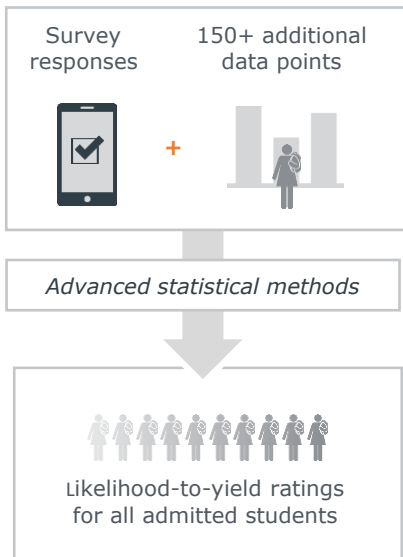 Survey responses
150+ additional data points
+
Advanced statistical methods
Likelihood-to-yield ratings
for all admitted students